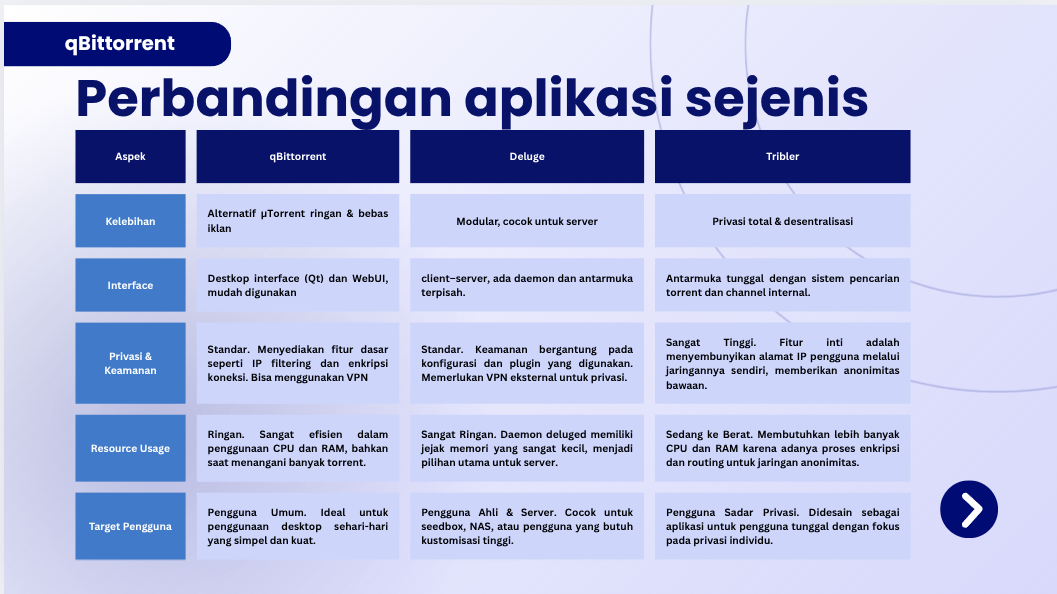 qBittorrent
Perbandingan aplikasi sejenis
Aspek
qBittorrent
Deluge
Tribler
Kelebihan
Alternatif µTorrent ringan & bebas
iklan
Modular, cocok untuk server
Privasi total & desentralisasi
Interface
Destkop interface (Qt) dan WebUI,
mudah digunakan
client–server, ada daemon dan antarmuka
terpisah.
Antarmuka tunggal dengan sistem pencarian
torrent dan channel internal.
Privasi &
Keamanan
Standar. Menyediakan fitur dasar
seperti IP filtering dan enkripsi
koneksi. Bisa menggunakan VPN
Standar. Keamanan bergantung pada
konfigurasi dan plugin yang digunakan.
Memerlukan VPN eksternal untuk privasi.
Sangat Tinggi. Fitur inti adalah
menyembunyikan alamat IP pengguna melalui
jaringannya sendiri, memberikan anonimitas
bawaan.
Resource Usage
Ringan. Sangat efisien dalam
penggunaan CPU dan RAM, bahkan
saat menangani banyak torrent.
Sangat Ringan. Daemon deluged memiliki
jejak memori yang sangat kecil, menjadi
pilihan utama untuk server.
Sedang ke Berat. Membutuhkan lebih banyak
CPU dan RAM karena adanya proses enkripsi
dan routing untuk jaringan anonimitas.
Target Pengguna
Pengguna Umum. Ideal untuk
penggunaan desktop sehari-hari
yang simpel dan kuat.
Pengguna Ahli & Server. Cocok untuk
seedbox, NAS, atau pengguna yang butuh
kustomisasi tinggi.
Pengguna Sadar Privasi. Didesain sebagai
aplikasi untuk pengguna tunggal dengan fokus
pada privasi individu.